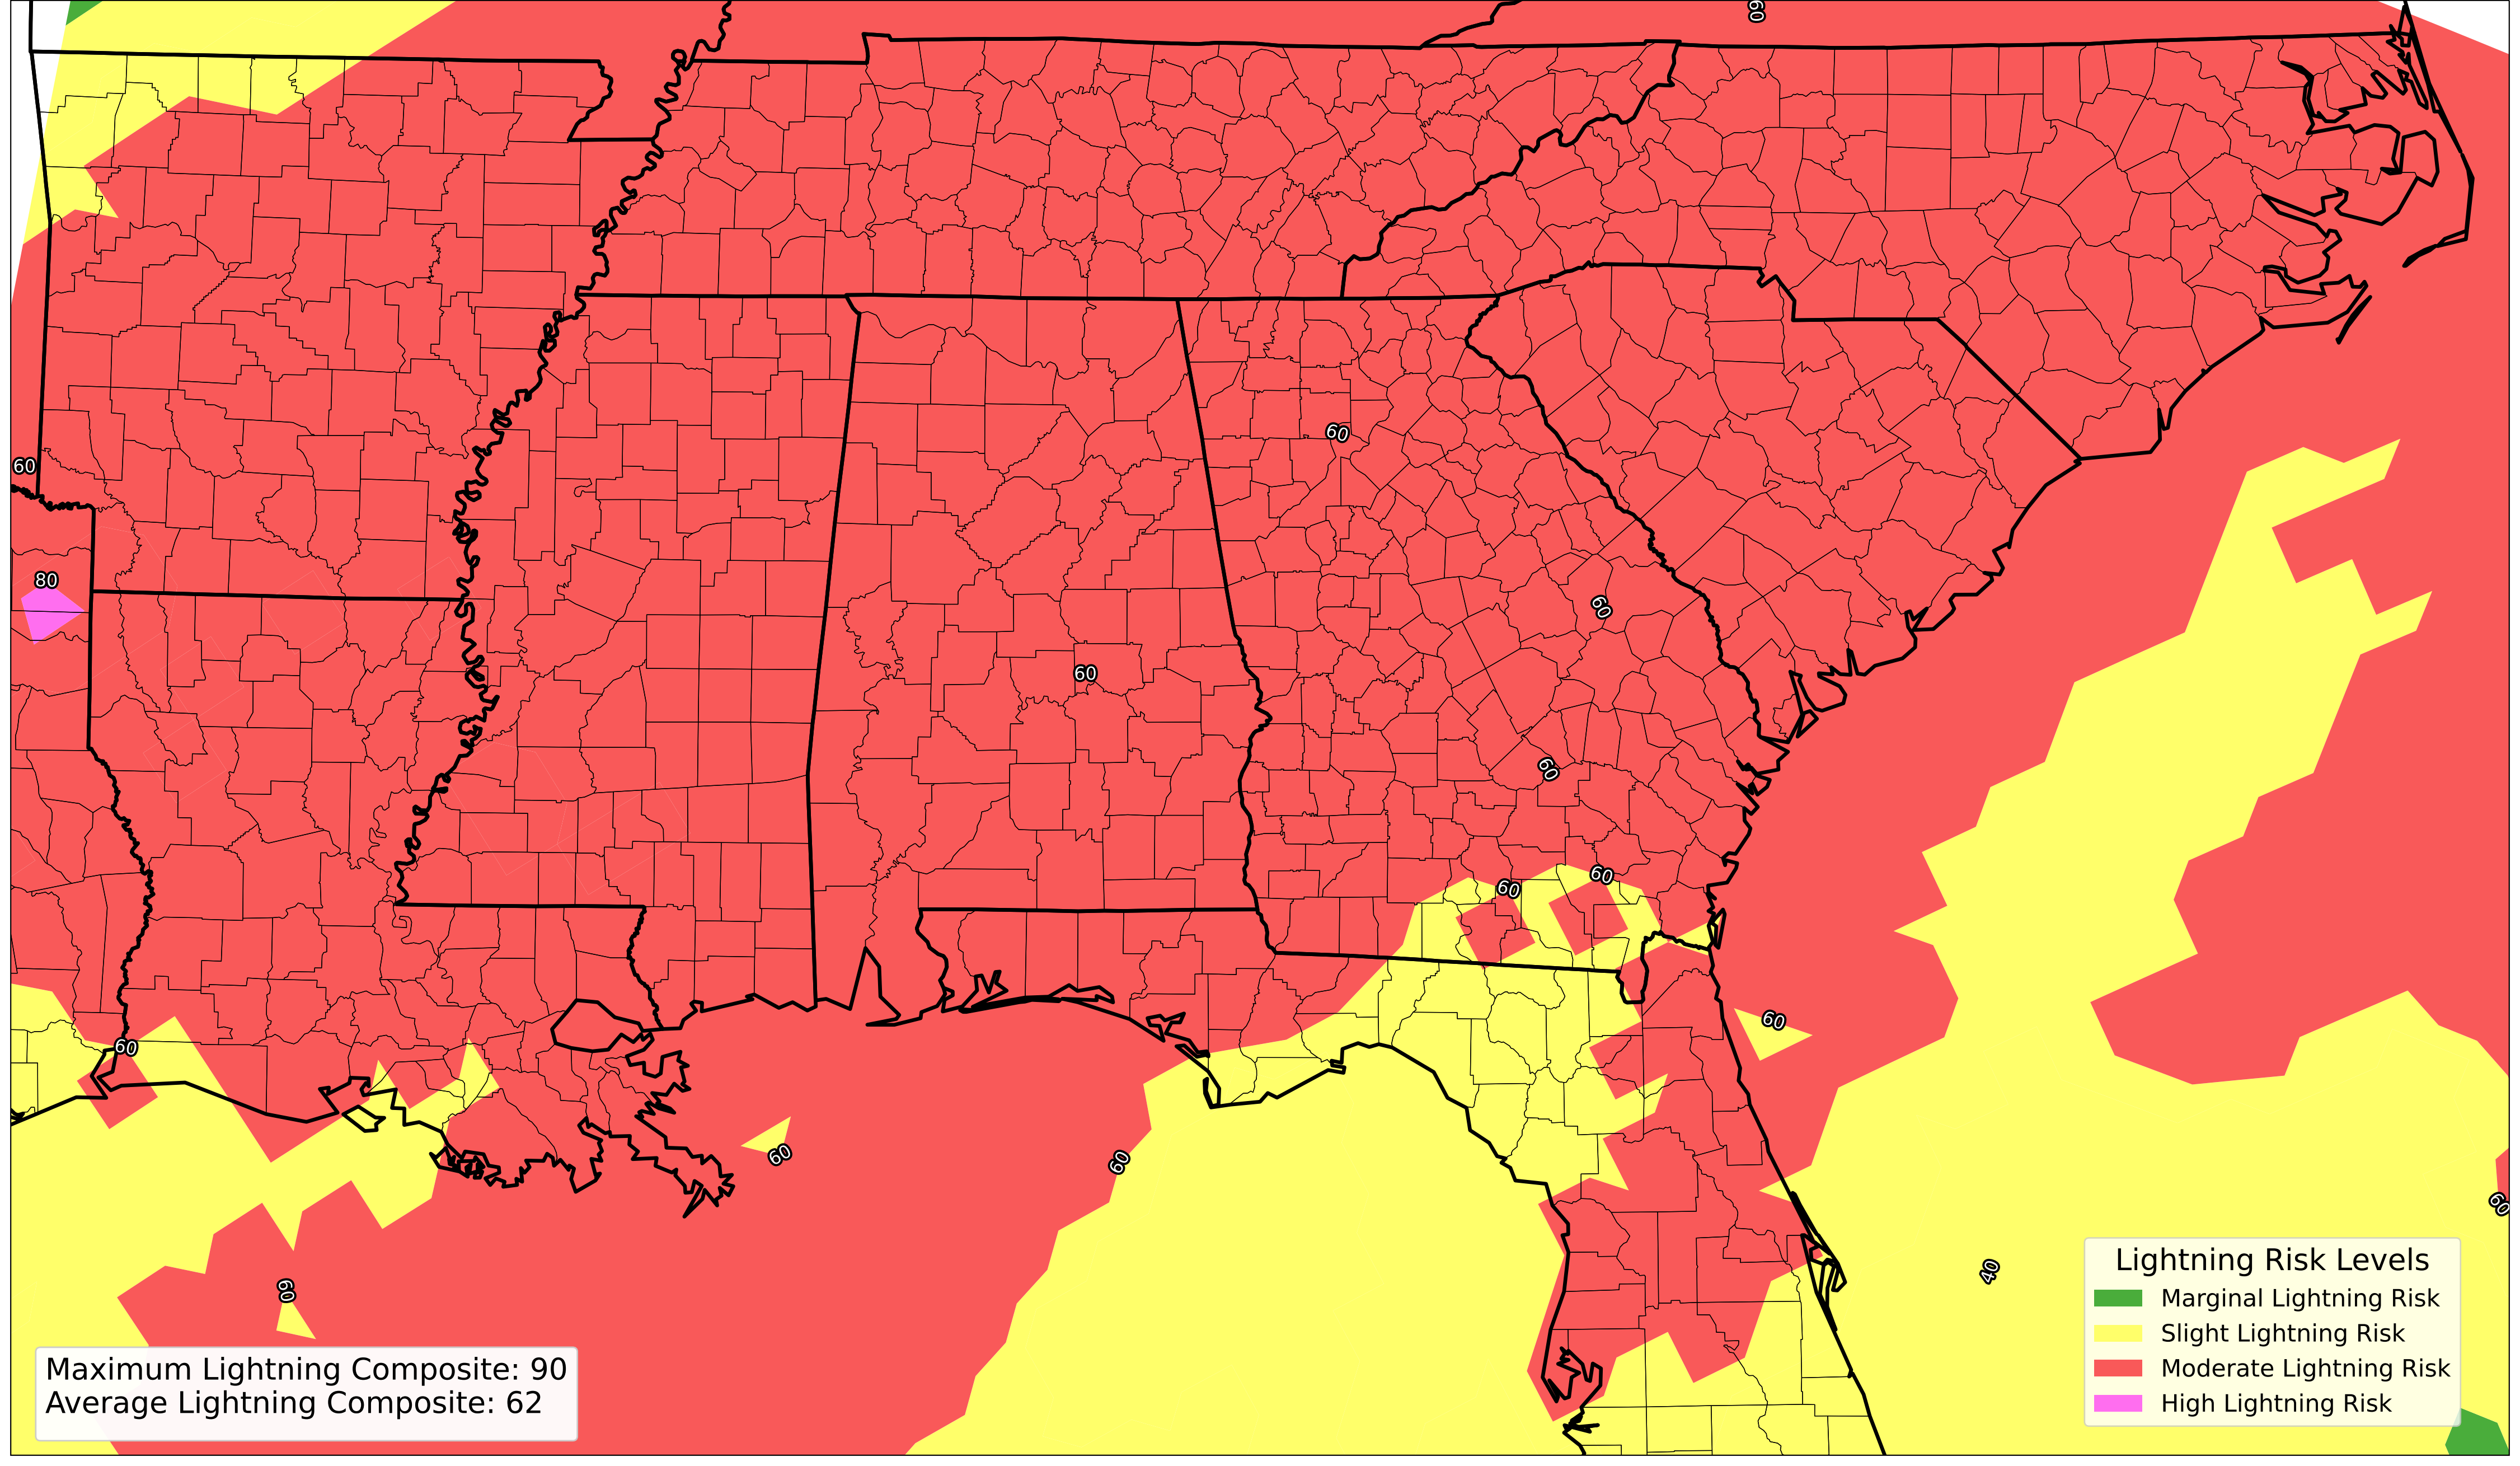 60
60
60
80
60
60
60
60
60
60
60
60
60
60
40
60
60
Lightning Risk Levels
Marginal Lightning Risk
Slight Lightning Risk
Moderate Lightning Risk
High Lightning Risk
Maximum Lightning Composite: 90
Average Lightning Composite: 62